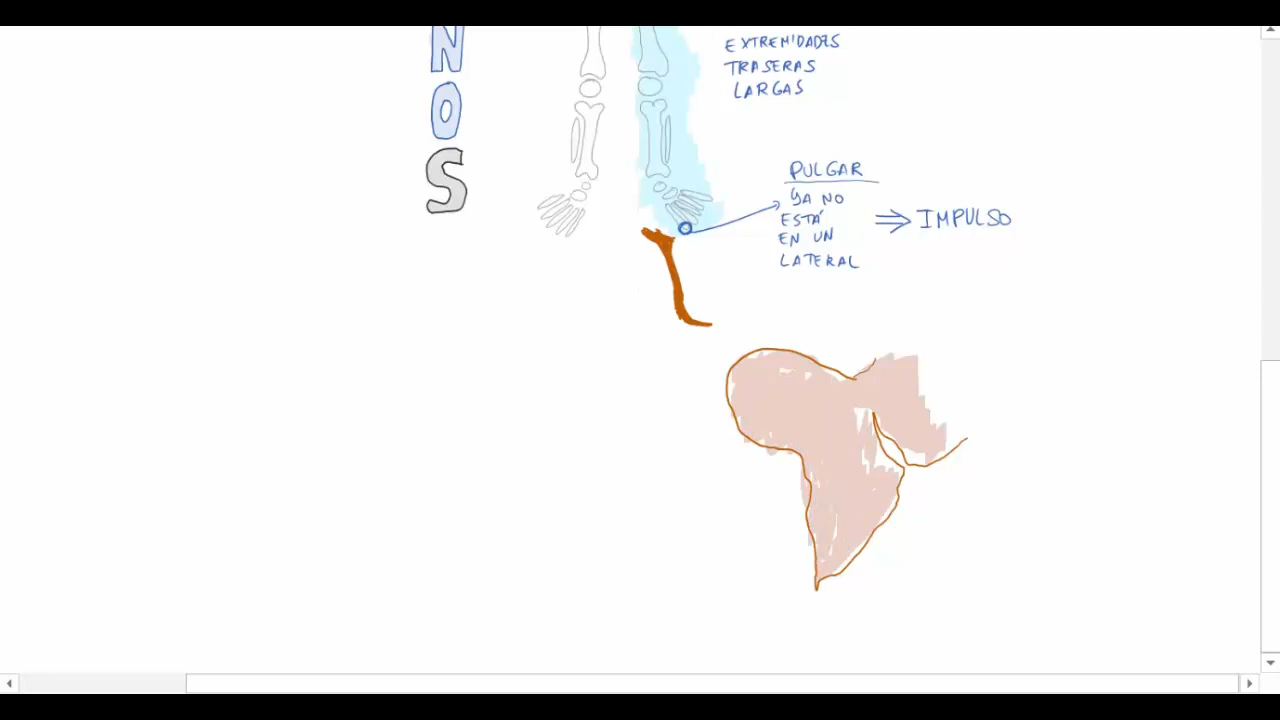 N
O
S
EXTREMIDADES
TRASERAS
LARGAS
PULGAR
YA NO
ESTÁ
EN UN
LATERAL
⇒ IMPULSO